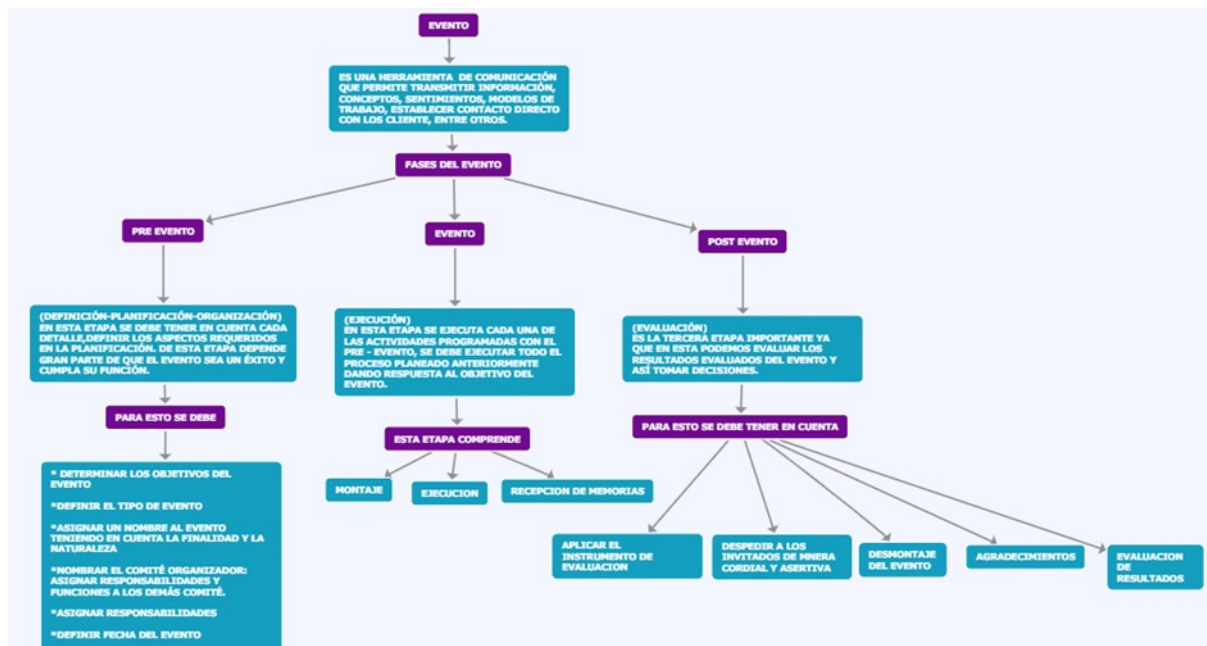 EVENTO
ES UNA HERRAMIENTA DE COMUNICACIÓN
QUE PERMITE TRANSMITIR INFORMACIÓN,
CONCEPTOS, SENTIMIENTOS, MODELOS DE
TRABAJO, ESTABLECER CONTACTO DIRECTO
CON LOS CLIENTE, ENTRE OTROS.
FASES DEL EVENTO
PRE EVENTO
(DEFINICIÓN-PLANIFICACIÓN-ORGANIZACIÓN)
EN ESTA ETAPA SE DEBE TENER EN CUENTA CADA
DETALLE,DEFINIR LOS ASPECTOS REQUERIDOS
EN LA PLANIFICACIÓN. DE ESTA ETAPA DEPENDE
GRAN PARTE DE QUE EL EVENTO SEA UN ÉXITO Y
CUMPLA SU FUNCIÓN.
PARA ESTO SE DEBE
* DETERMINAR LOS OBJETIVOS DEL
EVENTO
*DEFINIR EL TIPO DE EVENTO
*ASIGNAR UN NOMBRE AL EVENTO
TENIENDO EN CUENTA LA FINALIDAD Y LA
NATURALEZA
*NOMBRAR EL COMITÉ ORGANIZADOR:
ASIGNAR RESPONSABILIDADES Y
FUNCIONES A LOS DEMÁS COMITÉ.
*ASIGNAR RESPONSABILIDADES
*DEFINIR FECHA DEL EVENTO
EVENTO
(EJECUCIÓN)
EN ESTA ETAPA SE EJECUTA CADA UNA DE
LAS ACTIVIDADES PROGRAMADAS CON EL
PRE - EVENTO, SE DEBE EJECUTAR TODO EL
PROCESO PLANEADO ANTERIORMENTE
DANDO RESPUESTA AL OBJETIVO DEL
EVENTO.
ESTA ETAPA COMPRENDE
MONTAJE
EJECUCION
RECEPCION DE MEMORIAS
POST EVENTO
(EVALUACIÓN)
ES LA TERCERA ETAPA IMPORTANTE YA
QUE EN ESTA PODEMOS EVALUAR LOS
RESULTADOS EVALUADOS DEL EVENTO Y
ASÍ TOMAR DECISIONES.
PARA ESTO SE DEBE TENER EN CUENTA
APLICAR EL
INSTRUMENTO DE
EVALUACION
DESPEDIR A LOS
INVITADOS DE MNERA
CORDIAL Y ASERTIVA
DESMONTAJE
DEL EVENTO
AGRADECIMIENTOS
EVALUACION
DE
RESULTADOS